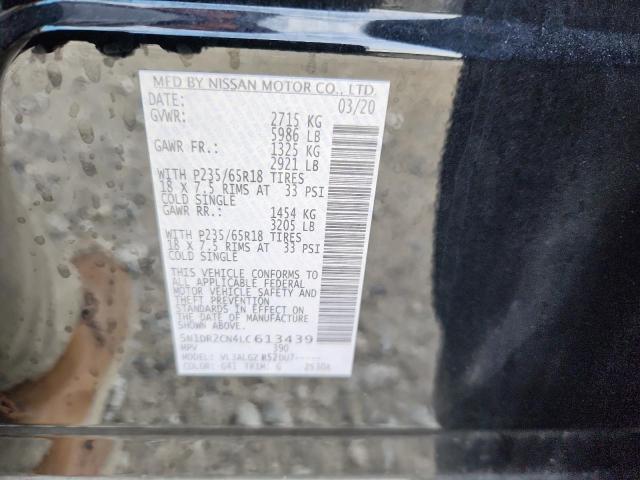 MFD BY NISSAN MOTOR CO., LTD.
DATE: 03/20
GVWR: 2715 KG
5986 LB
GAWR FR.: 1325 KG
2921 LB
WITH P235/65R18 TIRES
18 X 7.5 RIMS AT 33 PSI
COLD SINGLE
GAWR RR.: 1454 KG
3205 LB
WITH P235/65R18 TIRES
18 X 7.5 RIMS AT 33 PSI
COLD SINGLE
THIS VEHICLE CONFORMS TO
ALL APPLICABLE FEDERAL
MOTOR VEHICLE SAFETY AND
THEFT PREVENTION
STANDARDS IN EFFECT ON
THE DATE OF MANUFACTURE
SHOWN ABOVE.
5N1DR2CN4LC613439
MPV 390
COLOR: G41 TRIM: G